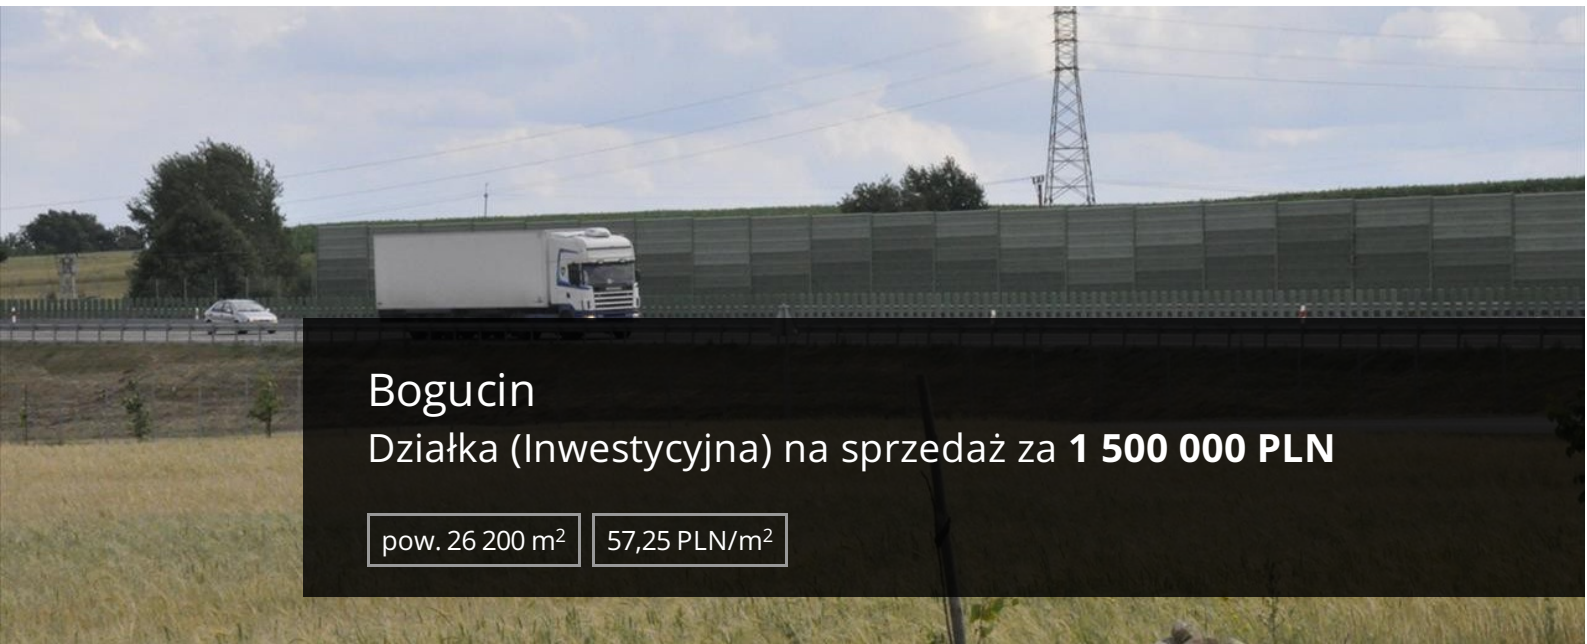 Bogucin
Działka (Inwestycyjna) na sprzedaż za 1 500 000 PLN
pow. 26 200 m²
57,25 PLN/m²